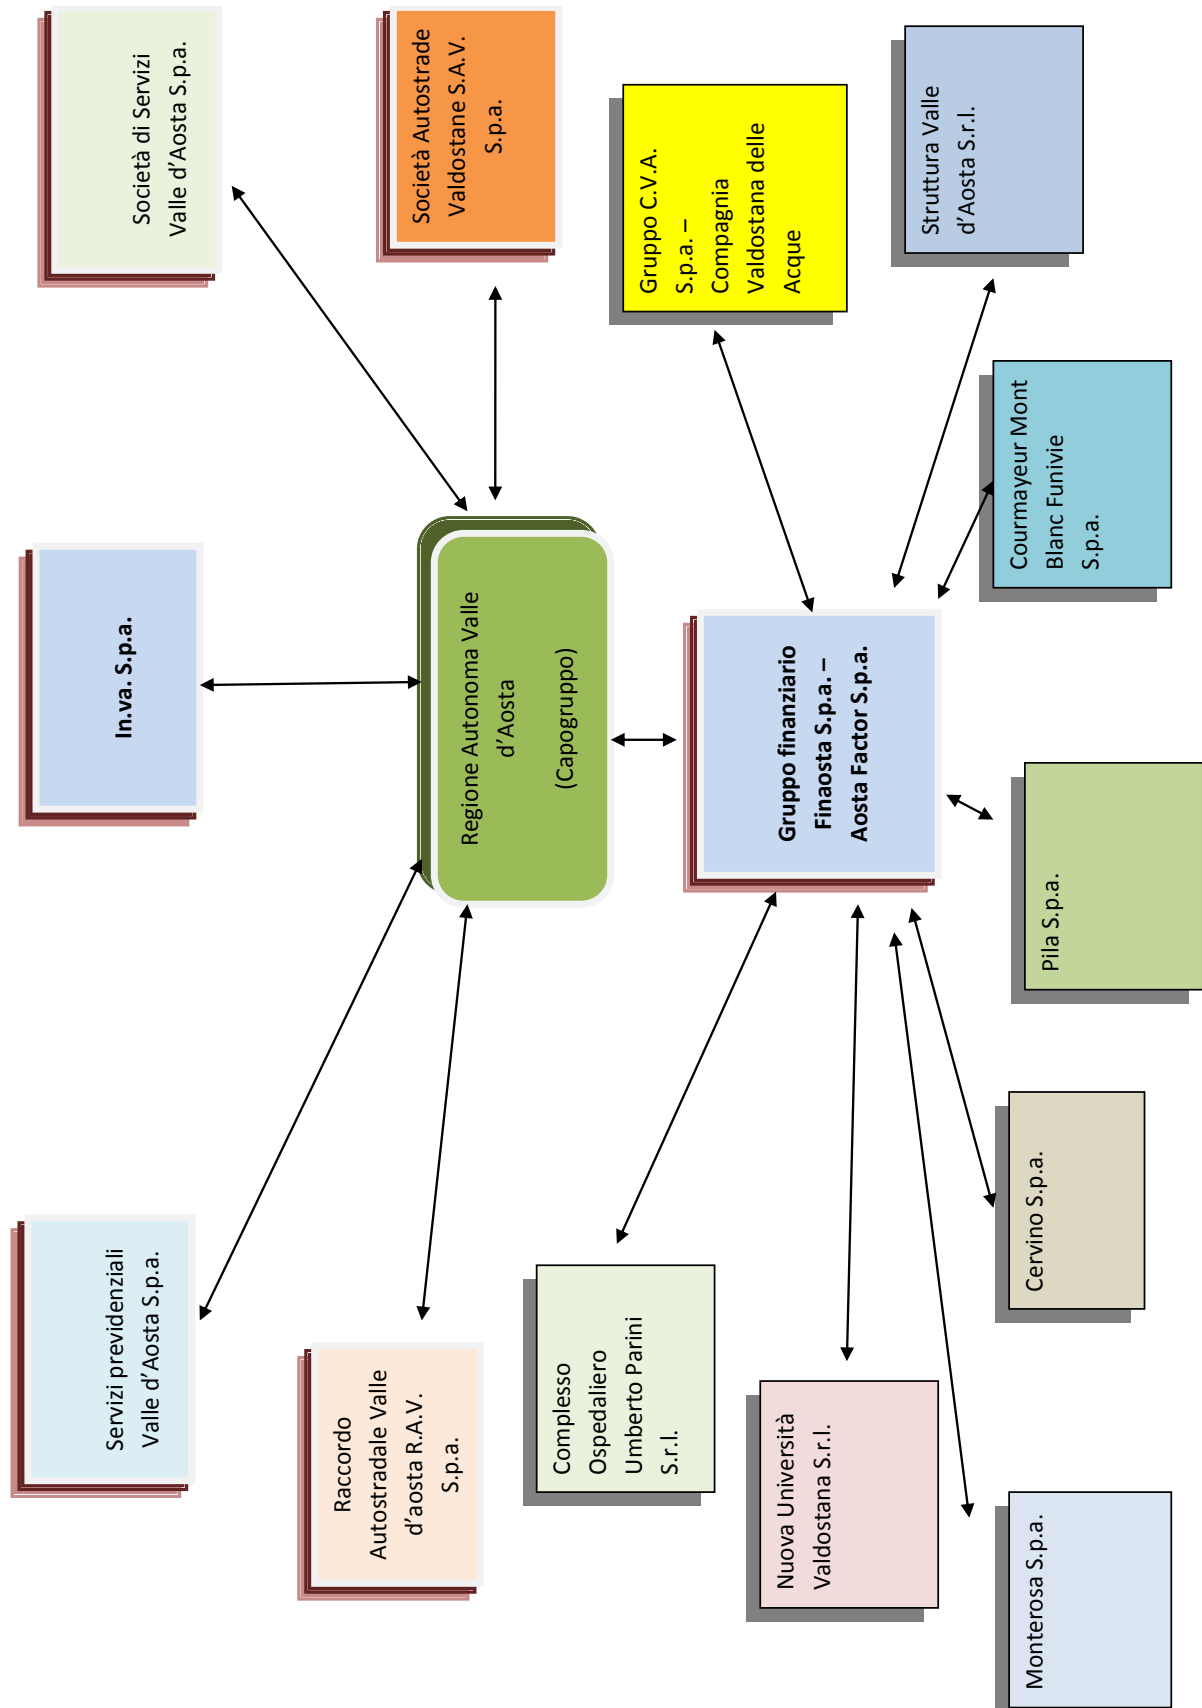 Servizi previdenziali
Valle d'Aosta S.p.a.
In.va. S.p.a.
Società di Servizi
Valle d'Aosta S.p.a.
Raccordo
Autostradale Valle
d'aosta R.A.V.
S.p.a.
Regione Autonoma Valle
d'Aosta
(Capogruppo)
Società Autostrade
Valdostane S.A.V.
S.p.a.
Complesso
Ospedaliero
Umberto Parini
S.r.l.
Gruppo C.V.A.
S.p.a. –
Compagnia
Valdostana delle
Acque
Nuova Università
Valdostana S.r.l.
Gruppo finanziario
Finaosta S.p.a. –
Aosta Factor S.p.a.
Struttura Valle
d'Aosta S.r.l.
Monterosa S.p.a.
Cervino S.p.a.
Pila S.p.a.
Courmayeur Mont
Blanc Funivie
S.p.a.